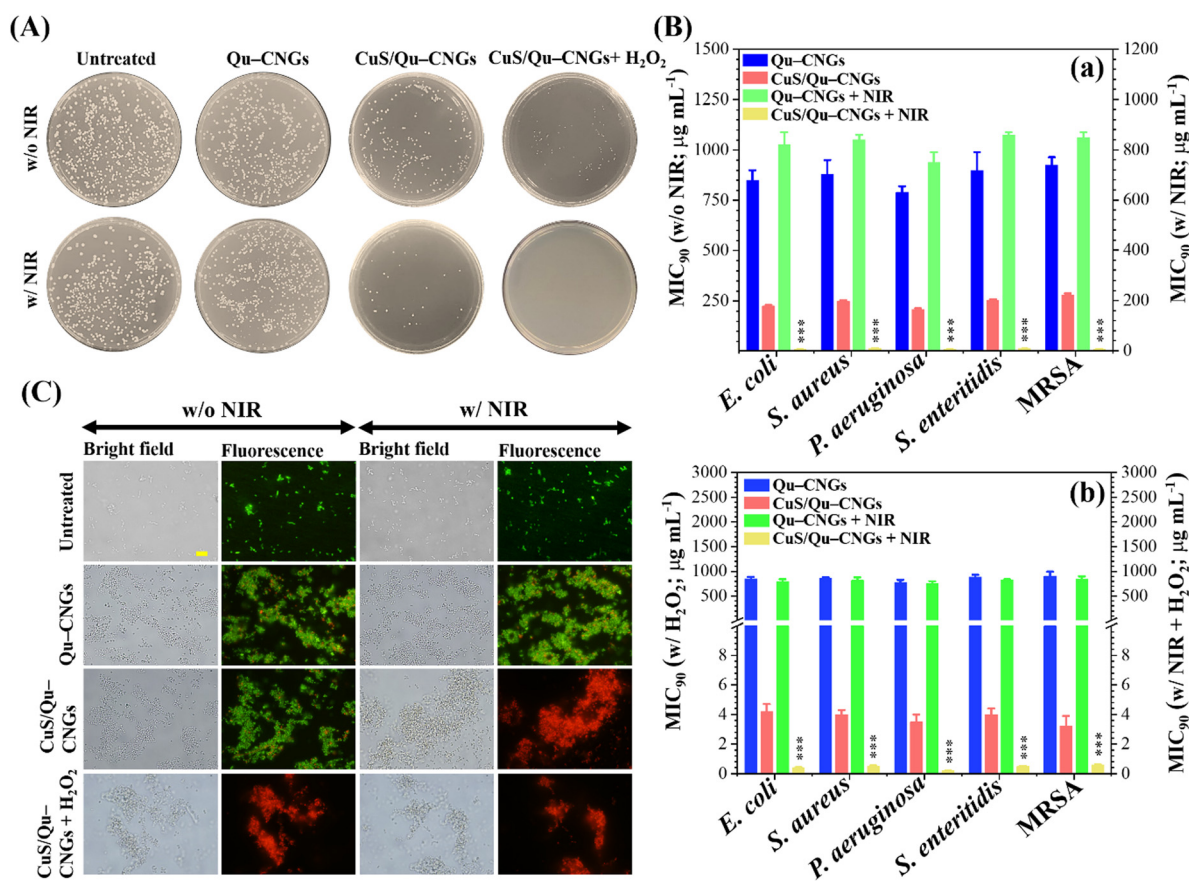 (A)
Untreated
Qu–CNGs
CuS/Qu–CNGs
CuS/Qu–CNGs+ H₂O₂
w/o NIR
w/ NIR
(B)
(a)
Qu–CNGs
CuS/Qu–CNGs
Qu–CNGs + NIR
CuS/Qu–CNGs + NIR
MIC₉₀ (w/o NIR; μg mL⁻¹)
1500
1250
1000
750
500
250
MIC₉₀ (w/ NIR; μg mL⁻¹)
1200
1000
800
600
400
200
0
***
***
***
***
***
E. coli
S. aureus
P. aeruginosa
S. enteritidis
MRSA
(b)
Qu–CNGs
CuS/Qu–CNGs
Qu–CNGs + NIR
CuS/Qu–CNGs + NIR
MIC₉₀ (w/ H₂O₂; μg mL⁻¹)
3000
2500
2000
1500
1000
500
8
6
4
2
0
MIC₉₀ (w/ NIR + H₂O₂; μg mL⁻¹)
3000
2500
2000
1500
1000
500
8
6
4
2
0
***
***
***
***
***
E. coli
S. aureus
P. aeruginosa
S. enteritidis
MRSA
(C)
w/o NIR
w/ NIR
Bright field
Fluorescence
Bright field
Fluorescence
Untreated
Qu–CNGs
CuS/Qu–
CNGs
CuS/Qu–
CNGs + H₂O₂